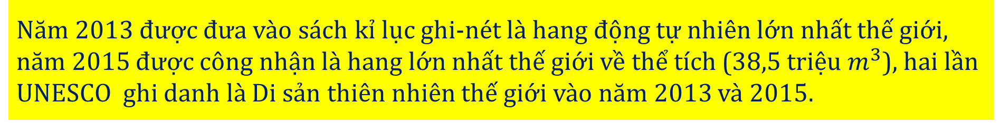 Năm 2013 được đưa vào sách kỉ lục ghi-nét là hang động tự nhiên lớn nhất thế giới,
năm 2015 được công nhận là hang lớn nhất thế giới về thể tích (38,5 triệu m³), hai lần
UNESCO ghi danh là Di sản thiên nhiên thế giới vào năm 2013 và 2015.